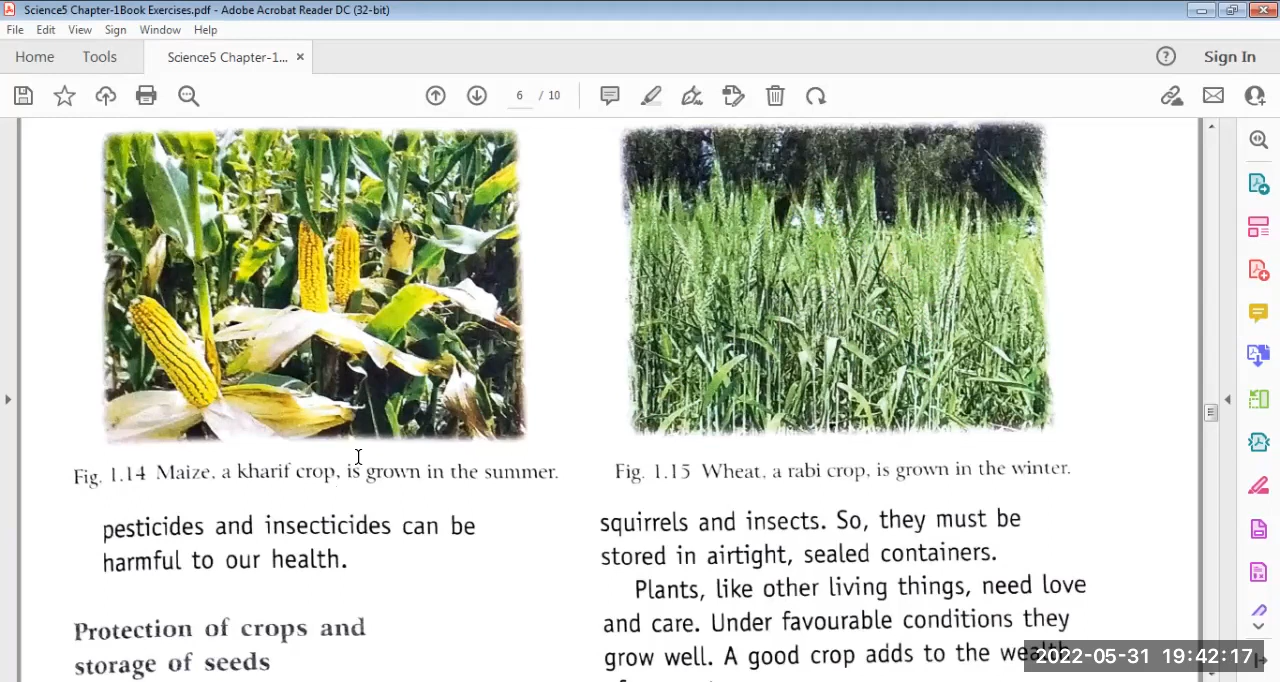 Science5 Chapter-1Book Exercises.pdf - Adobe Acrobat Reader DC (32-bit)
File Edit View Sign Window Help
Home Tools Science5 Chapter-1... × Sign In
6 / 10
Fig. 1.14 Maize, a kharif crop, is grown in the summer.
Fig. 1.15 Wheat, a rabi crop, is grown in the winter.
pesticides and insecticides can be
harmful to our health.
Protection of crops and
storage of seeds
squirrels and insects. So, they must be
stored in airtight, sealed containers.
Plants, like other living things, need love
and care. Under favourable conditions they
grow well. A good crop adds to the wealth
2022-05-31 19:42:17